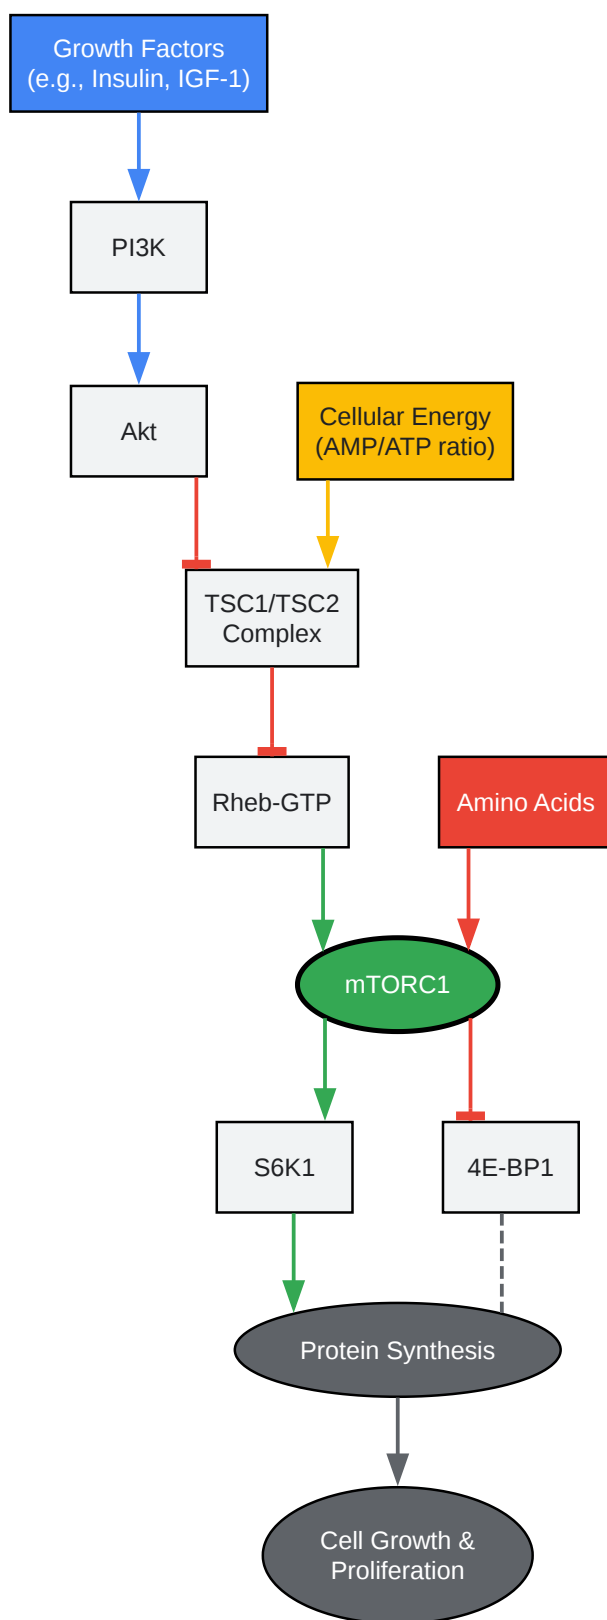 Growth Factors
(e.g., Insulin, IGF-1)
PI3K
Akt
Cellular Energy
(AMP/ATP ratio)
TSC1/TSC2
Complex
Rheb-GTP
Amino Acids
mTORC1
S6K1
4E-BP1
Protein Synthesis
Cell Growth &
Proliferation